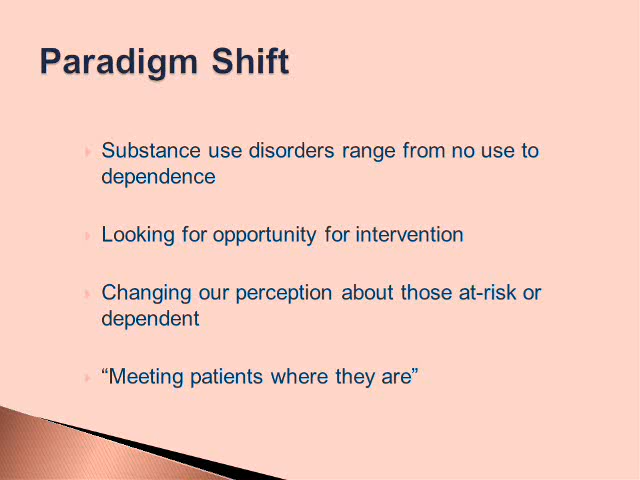 Paradigm Shift
Substance use disorders range from no use to
dependence
Looking for opportunity for intervention
Changing our perception about those at-risk or
dependent
“Meeting patients where they are”